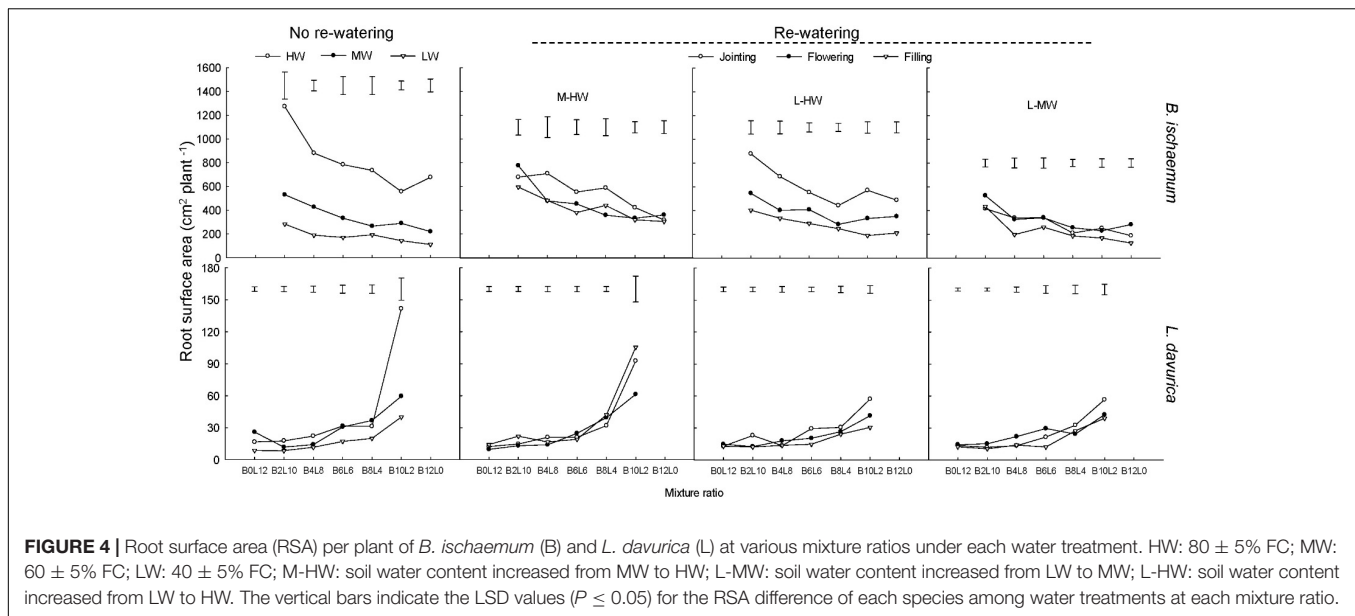 No re-watering
Re-watering
HW MW LW
Jointing Flowering Filling
M-HW
L-HW
L-MW
1600
1400
1200
1000
800
600
400
200
0
B. ischaemum
Root surface area (cm² plant⁻¹)
180
150
120
90
60
30
0
L. davurica
B0L12 B2L10 B4L8 B6L6 B8L4 B10L2 B12L0
B0L12 B2L10 B4L8 B6L6 B8L4 B10L2 B12L0
B0L12 B2L10 B4L8 B6L6 B8L4 B10L2 B12L0
B0L12 B2L10 B4L8 B6L6 B8L4 B10L2 B12L0
Mixture ratio
FIGURE 4 | Root surface area (RSA) per plant of B. ischaemum (B) and L. davurica (L) at various mixture ratios under each water treatment. HW: 80 ± 5% FC; MW:
60 ± 5% FC; LW: 40 ± 5% FC; M-HW: soil water content increased from MW to HW; L-MW: soil water content increased from LW to MW; L-HW: soil water content
increased from LW to HW. The vertical bars indicate the LSD values (P ≤ 0.05) for the RSA difference of each species among water treatments at each mixture ratio.